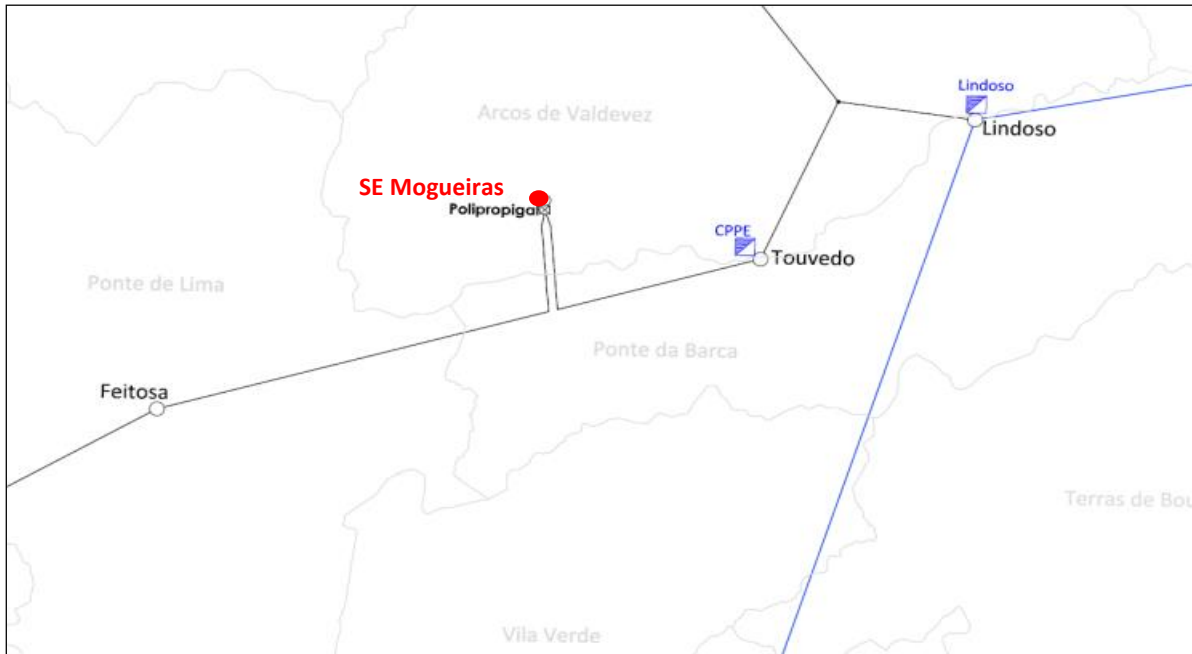 Lindoso
Arcos de Valdevez
Lindoso
SE Mogueiras
Polipropigal
CPPE
Touvedo
Ponte de Lima
Ponte da Barca
Feitosa
Terras de Bou
Vila Verde